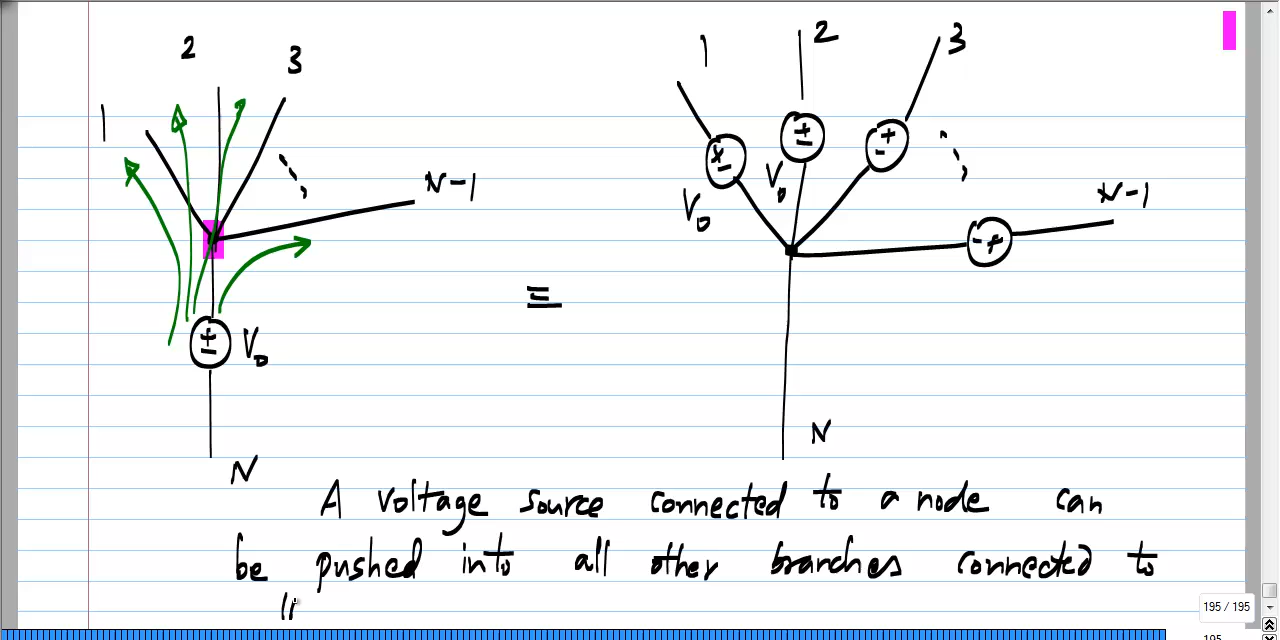 1 2 3 N-1
+ - V0
N
≡
1 2 3 N-1
+ - V0
+ - V0
- +
- +
N
A voltage source connected to a node can
be pushed into all other branches connected to
195 / 195
195